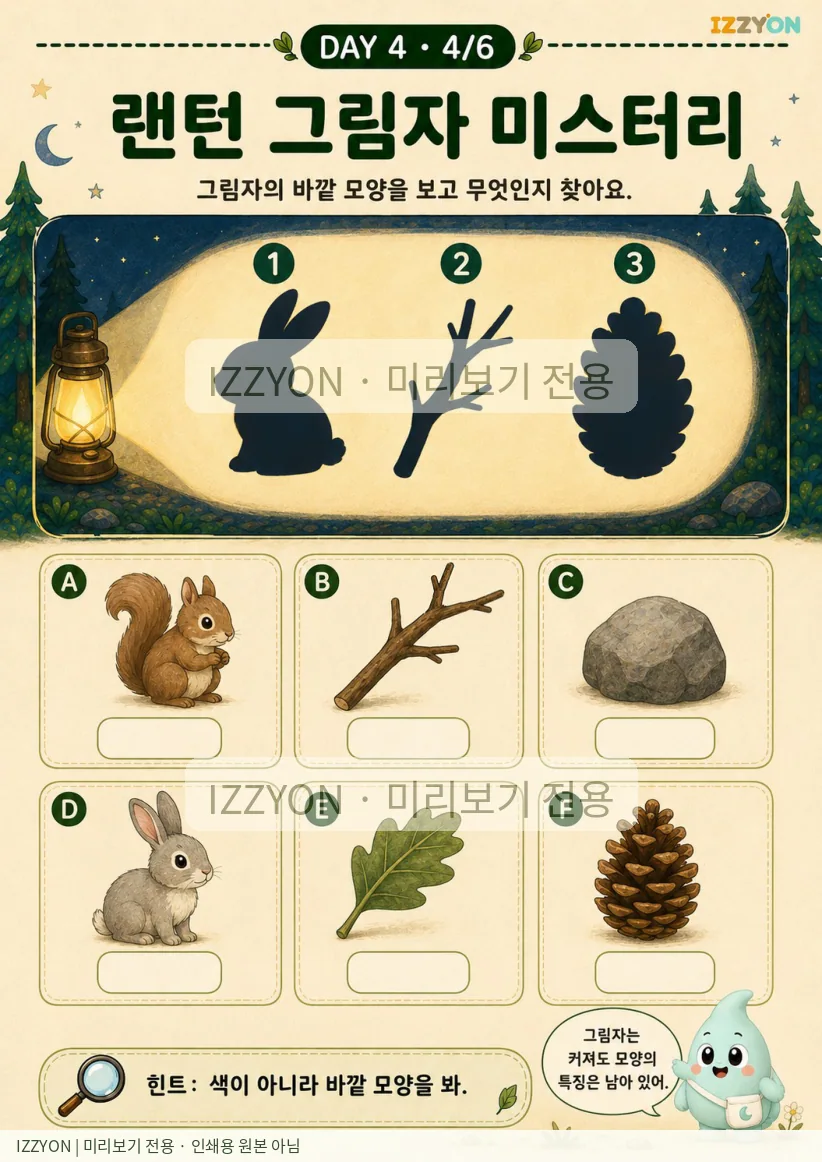 IZZYON
DAY 4 · 4/6
랜턴 그림자 미스터리
그림자의 바깥 모양을 보고 무엇인지 찾아요.
1 2 3
IZZYON · 미리보기 전용
A B C
IZZYON · 미리보기 전용
D E F
그림자는
커져도 모양의
특징은 남아 있어.
힌트: 색이 아니라 바깥 모양을 봐.
IZZYON | 미리보기 전용 · 인쇄용 원본 아님